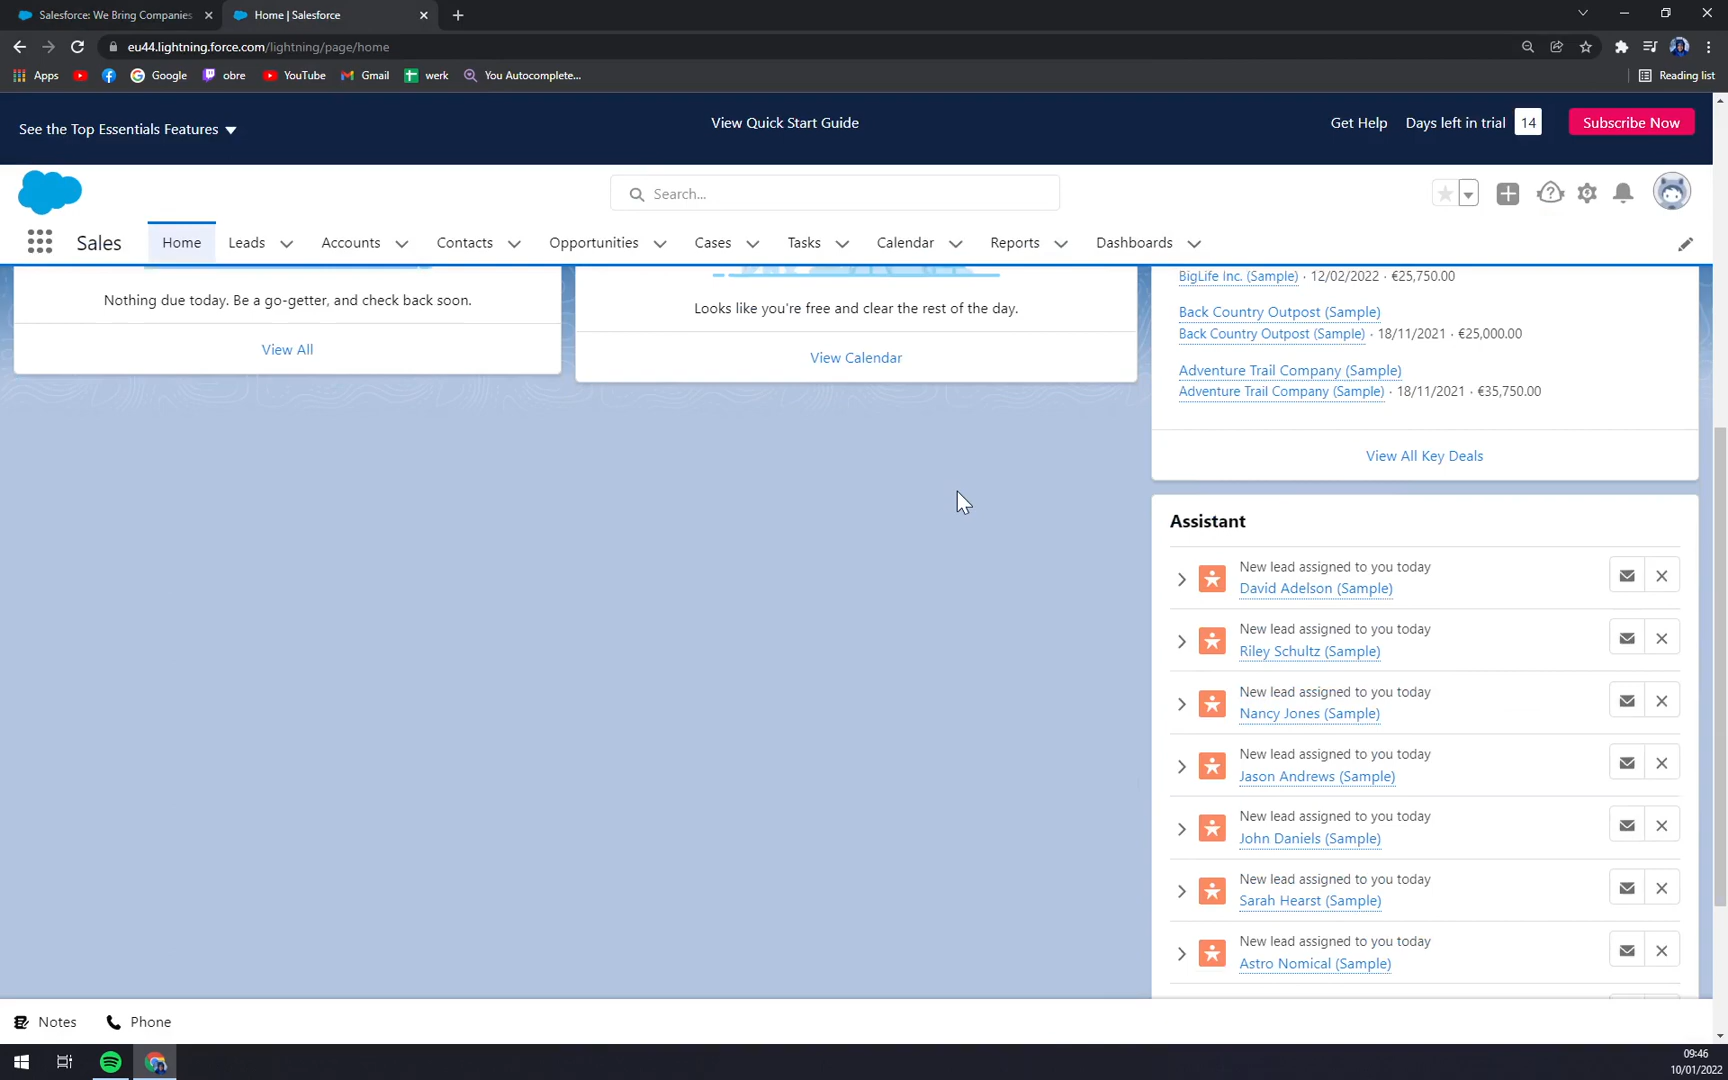 Salesforce: We Bring Companies
Home | Salesforce
eu44.lightning.force.com/lightning/page/home
Apps
Google
obre
YouTube
Gmail
werk
You Autocomplete...
Reading list
See the Top Essentials Features
View Quick Start Guide
Get Help
Days left in trial
14
Subscribe Now
Search...
Sales
Home
Leads
Accounts
Contacts
Opportunities
Cases
Tasks
Calendar
Reports
Dashboards
Nothing due today. Be a go-getter, and check back soon.
View All
Looks like you're free and clear the rest of the day.
View Calendar
BigLife Inc. (Sample) · 12/02/2022 · €25,750.00
Back Country Outpost (Sample)
Back Country Outpost (Sample) · 18/11/2021 · €25,000.00
Adventure Trail Company (Sample)
Adventure Trail Company (Sample) · 18/11/2021 · €35,750.00
View All Key Deals
Assistant
New lead assigned to you today
David Adelson (Sample)
New lead assigned to you today
Riley Schultz (Sample)
New lead assigned to you today
Nancy Jones (Sample)
New lead assigned to you today
Jason Andrews (Sample)
New lead assigned to you today
John Daniels (Sample)
New lead assigned to you today
Sarah Hearst (Sample)
New lead assigned to you today
Astro Nomical (Sample)
Notes
Phone
09:46
10/01/2022